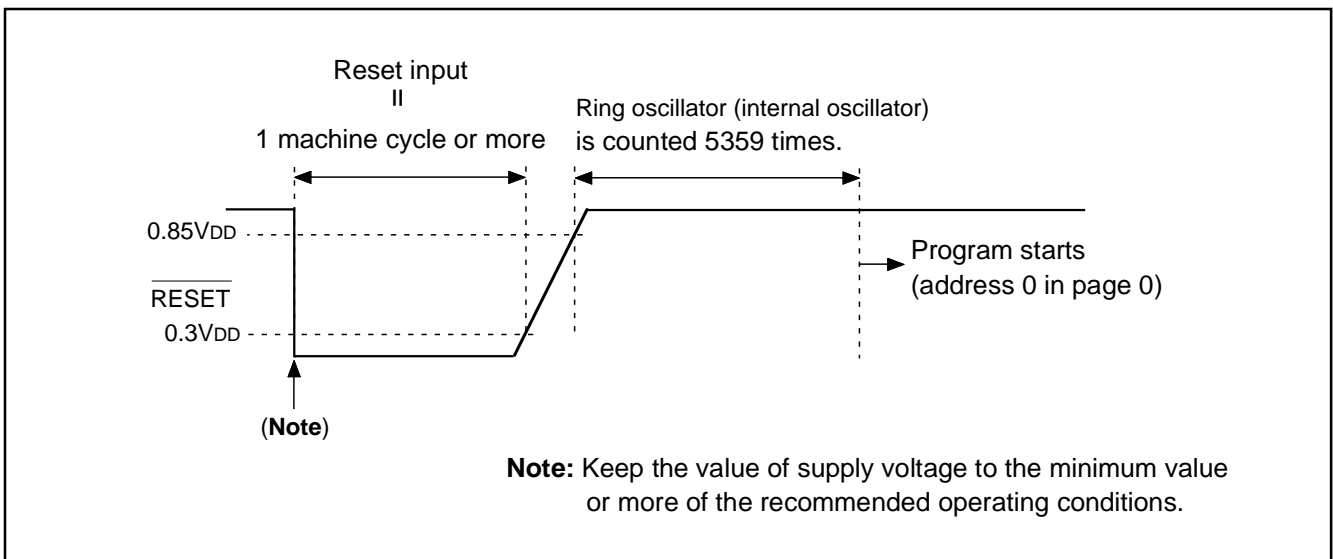 Reset input
=
1 machine cycle or more
Ring oscillator (internal oscillator)
is counted 5359 times.
0.85VDD
RESET
0.3VDD
Program starts
(address 0 in page 0)
(Note)
Note: Keep the value of supply voltage to the minimum value
or more of the recommended operating conditions.